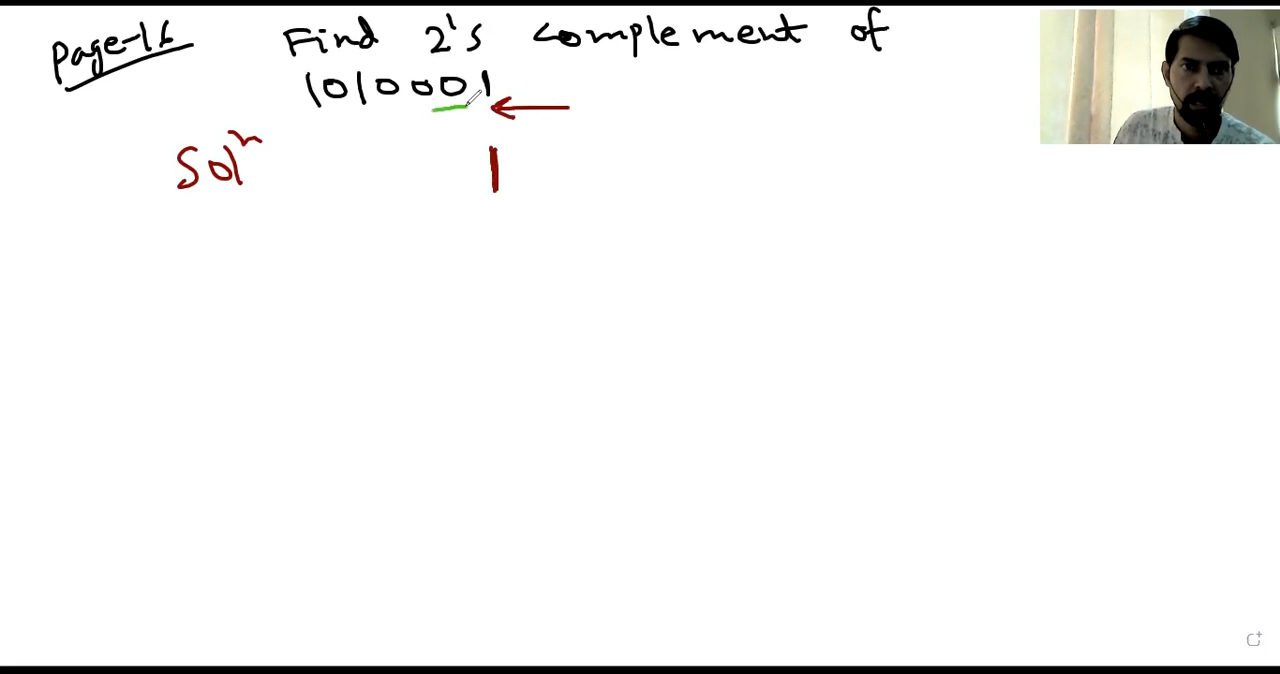 Page-16 Find 2's complement of
1010001
Solⁿ 1